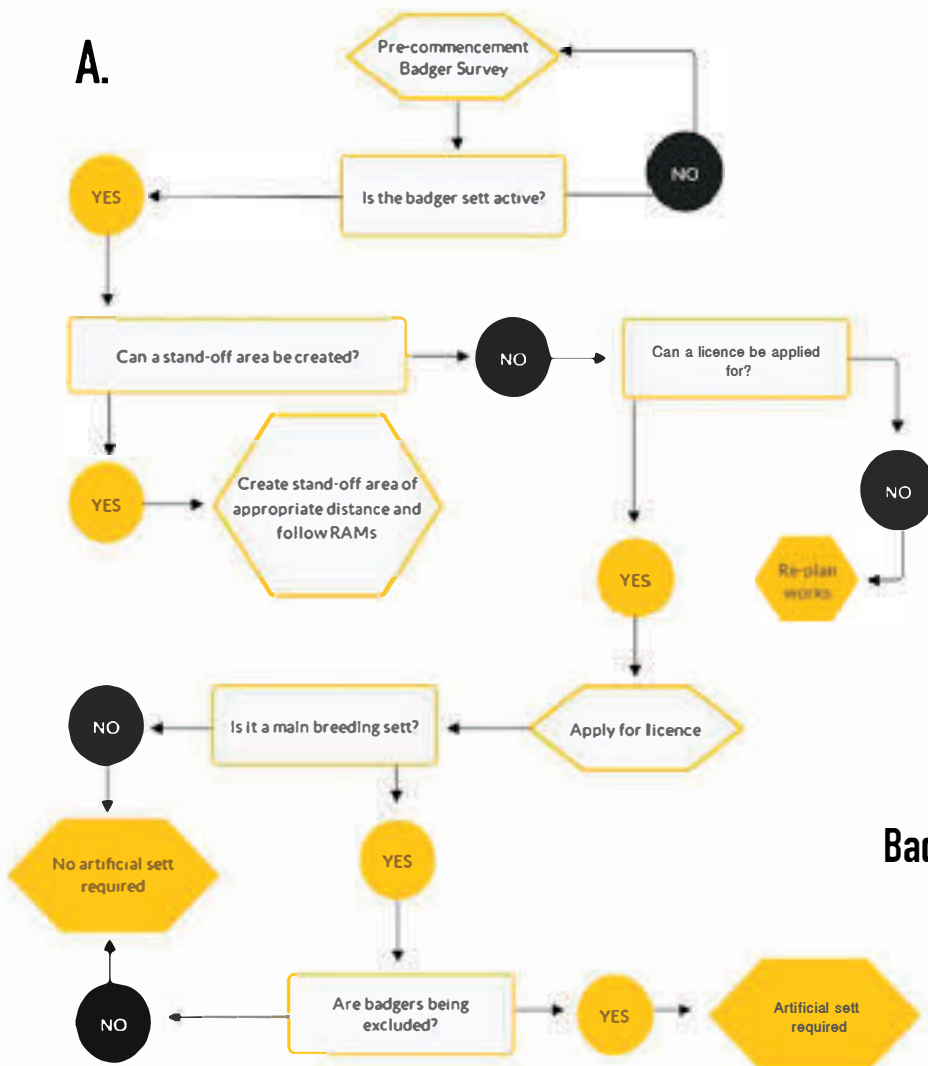 A.
Pre-commencement
Badger Survey
NO
YES
Is the badger sett active?
Can a stand-off area be created?
NO
Can a licence be applied
for?
YES
Create stand-off area of
appropriate distance and
follow RAMs
NO
YES
Re-plan
works
NO
Is it a main breeding sett?
Apply for licence
No artificial sett
required
YES
Bad
NO
Are badgers being
excluded?
YES
Artificial sett
required